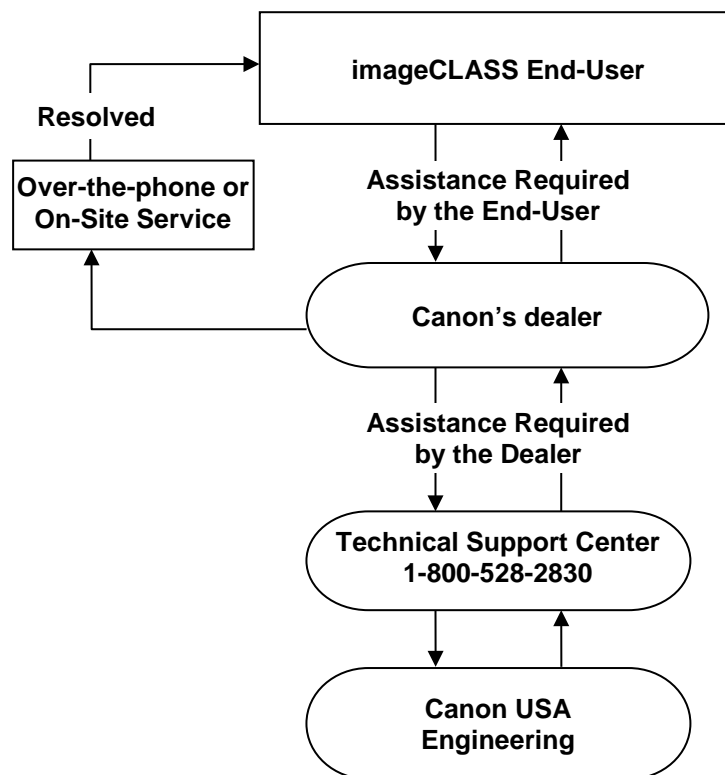 imageCLASS End-User
Resolved
Over-the-phone or
On-Site Service
Assistance Required
by the End-User
Canon’s dealer
Assistance Required
by the Dealer
Technical Support Center
1-800-528-2830
Canon USA
Engineering